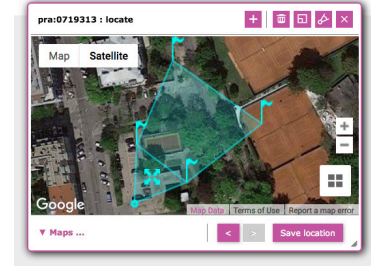 pra:0719313 : locate
Map Satellite
Google
Map Data Terms of Use Report a map error
▼ Maps ...
< > Save location